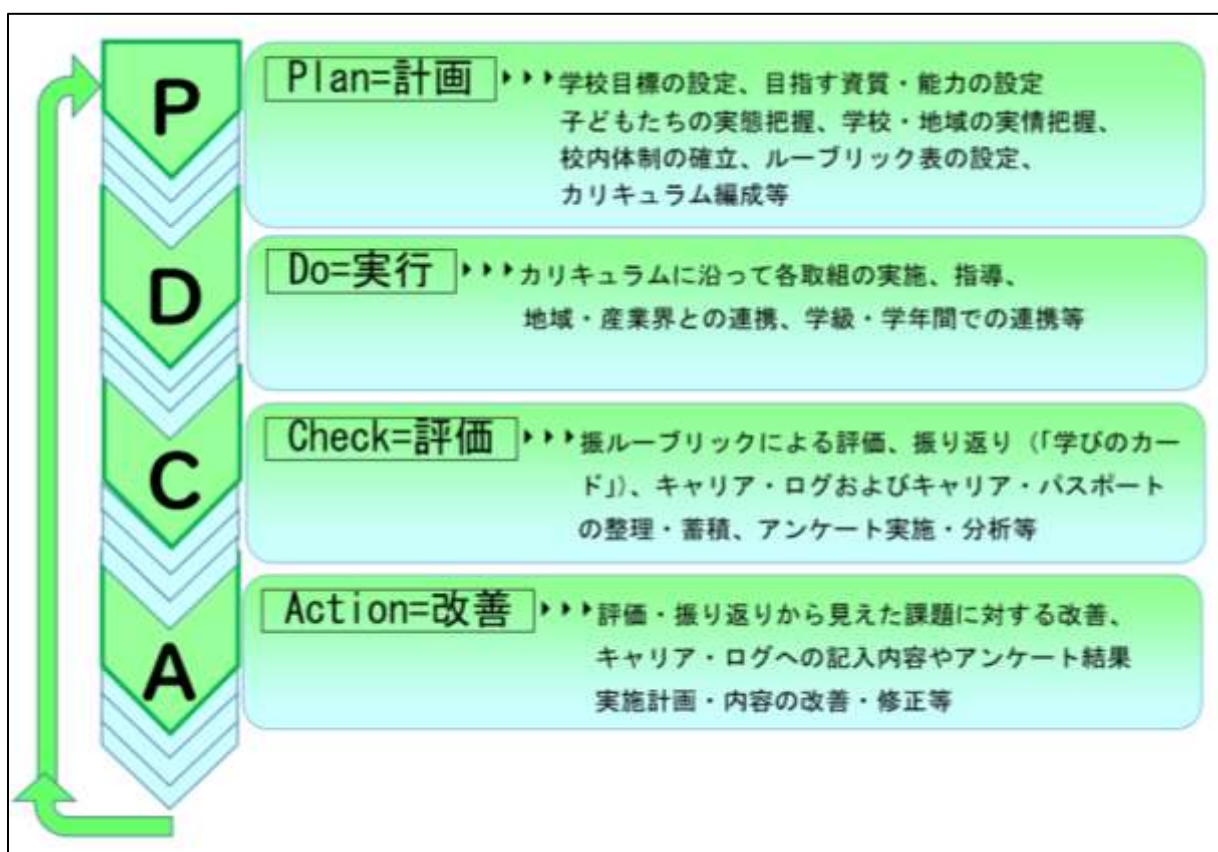 P
Plan=計画 ▶▶▶学校目標の設定、目指す資質・能力の設定
子どもたちの実態把握、学校・地域の実情把握、
校内体制の確立、ルーブリック表の設定、
カリキュラム編成等
D
Do=実行 ▶▶▶カリキュラムに沿って各取組の実施、指導、
地域・産業界との連携、学級・学年間での連携等
C
Check=評価 ▶▶▶振ルーブリックによる評価、振り返り（「学びのカー
ド」）、キャリア・ログおよびキャリア・パスポート
の整理・蓄積、アンケート実施・分析等
A
Action=改善 ▶▶▶評価・振り返りから見えた課題に対する改善、
キャリア・ログへの記入内容やアンケート結果
実施計画・内容の改善・修正等